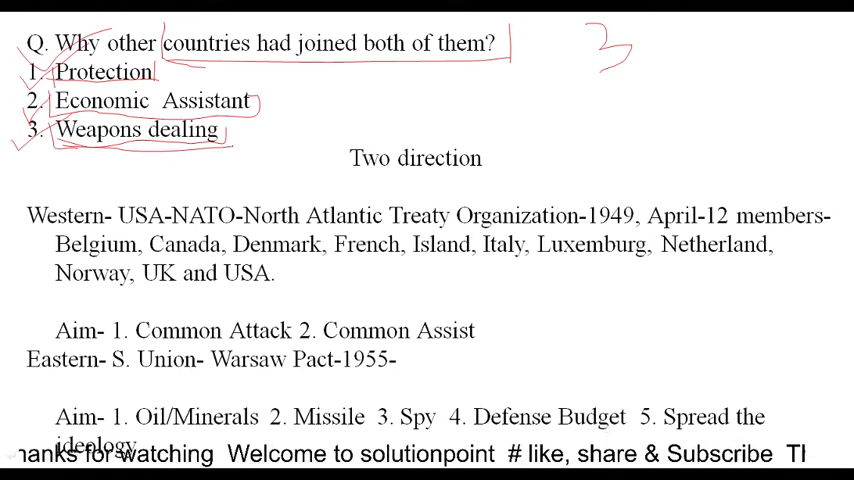 Q. Why other countries had joined both of them?
1. Protection
2. Economic Assistant
3. Weapons dealing
3
Two direction
Western- USA-NATO-North Atlantic Treaty Organization-1949, April-12 members-
Belgium, Canada, Denmark, French, Island, Italy, Luxemburg, Netherland,
Norway, UK and USA.
Aim- 1. Common Attack 2. Common Assist
Eastern- S. Union- Warsaw Pact-1955-
Aim- 1. Oil/Minerals 2. Missile 3. Spy 4. Defense Budget 5. Spread the
ideology
hanks for watching Welcome to solutionpoint # like, share & Subscribe Tl